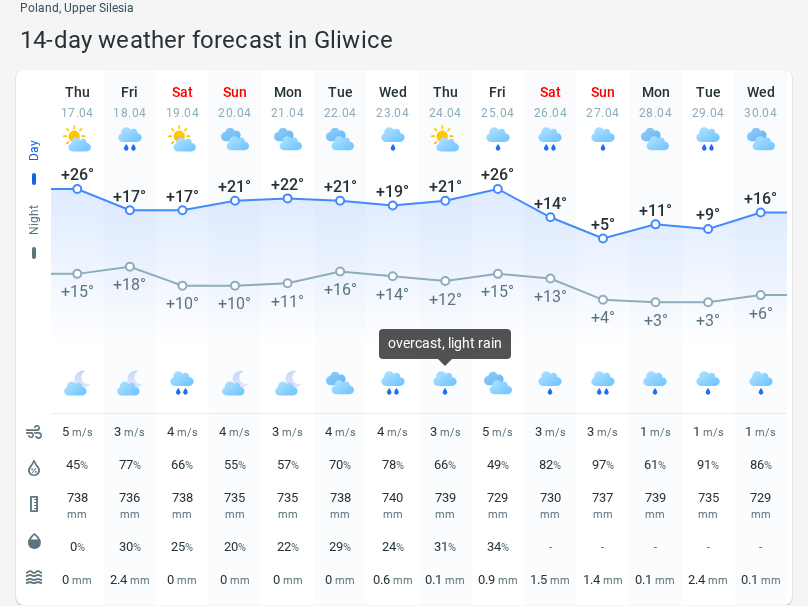 Poland, Upper Silesia
14-day weather forecast in Gliwice
Thu Fri Sat Sun Mon Tue Wed Thu Fri Sat Sun Mon Tue Wed
17.04 18.04 19.04 20.04 21.04 22.04 23.04 24.04 25.04 26.04 27.04 28.04 29.04 30.04
Day
+26° +17° +17° +21° +22° +21° +19° +21° +26° +14° +5° +11° +9° +16°
Night
+15° +18° +10° +10° +11° +16° +14° +12° +15° +13° +4° +3° +3° +6°
overcast, light rain
5 m/s 3 m/s 4 m/s 4 m/s 3 m/s 4 m/s 4 m/s 3 m/s 5 m/s 3 m/s 3 m/s 1 m/s 1 m/s 1 m/s
45% 77% 66% 55% 57% 70% 78% 66% 49% 82% 97% 61% 91% 86%
738 736 738 735 735 738 740 739 729 730 737 739 735 729
mm mm mm mm mm mm mm mm mm mm mm mm mm mm
0% 30% 25% 20% 22% 29% 24% 31% 34% - - - - -
0 mm 2.4 mm 0 mm 0 mm 0 mm 0 mm 0.6 mm 0.1 mm 0.9 mm 1.5 mm 1.4 mm 0.1 mm 2.4 mm 0.1 mm